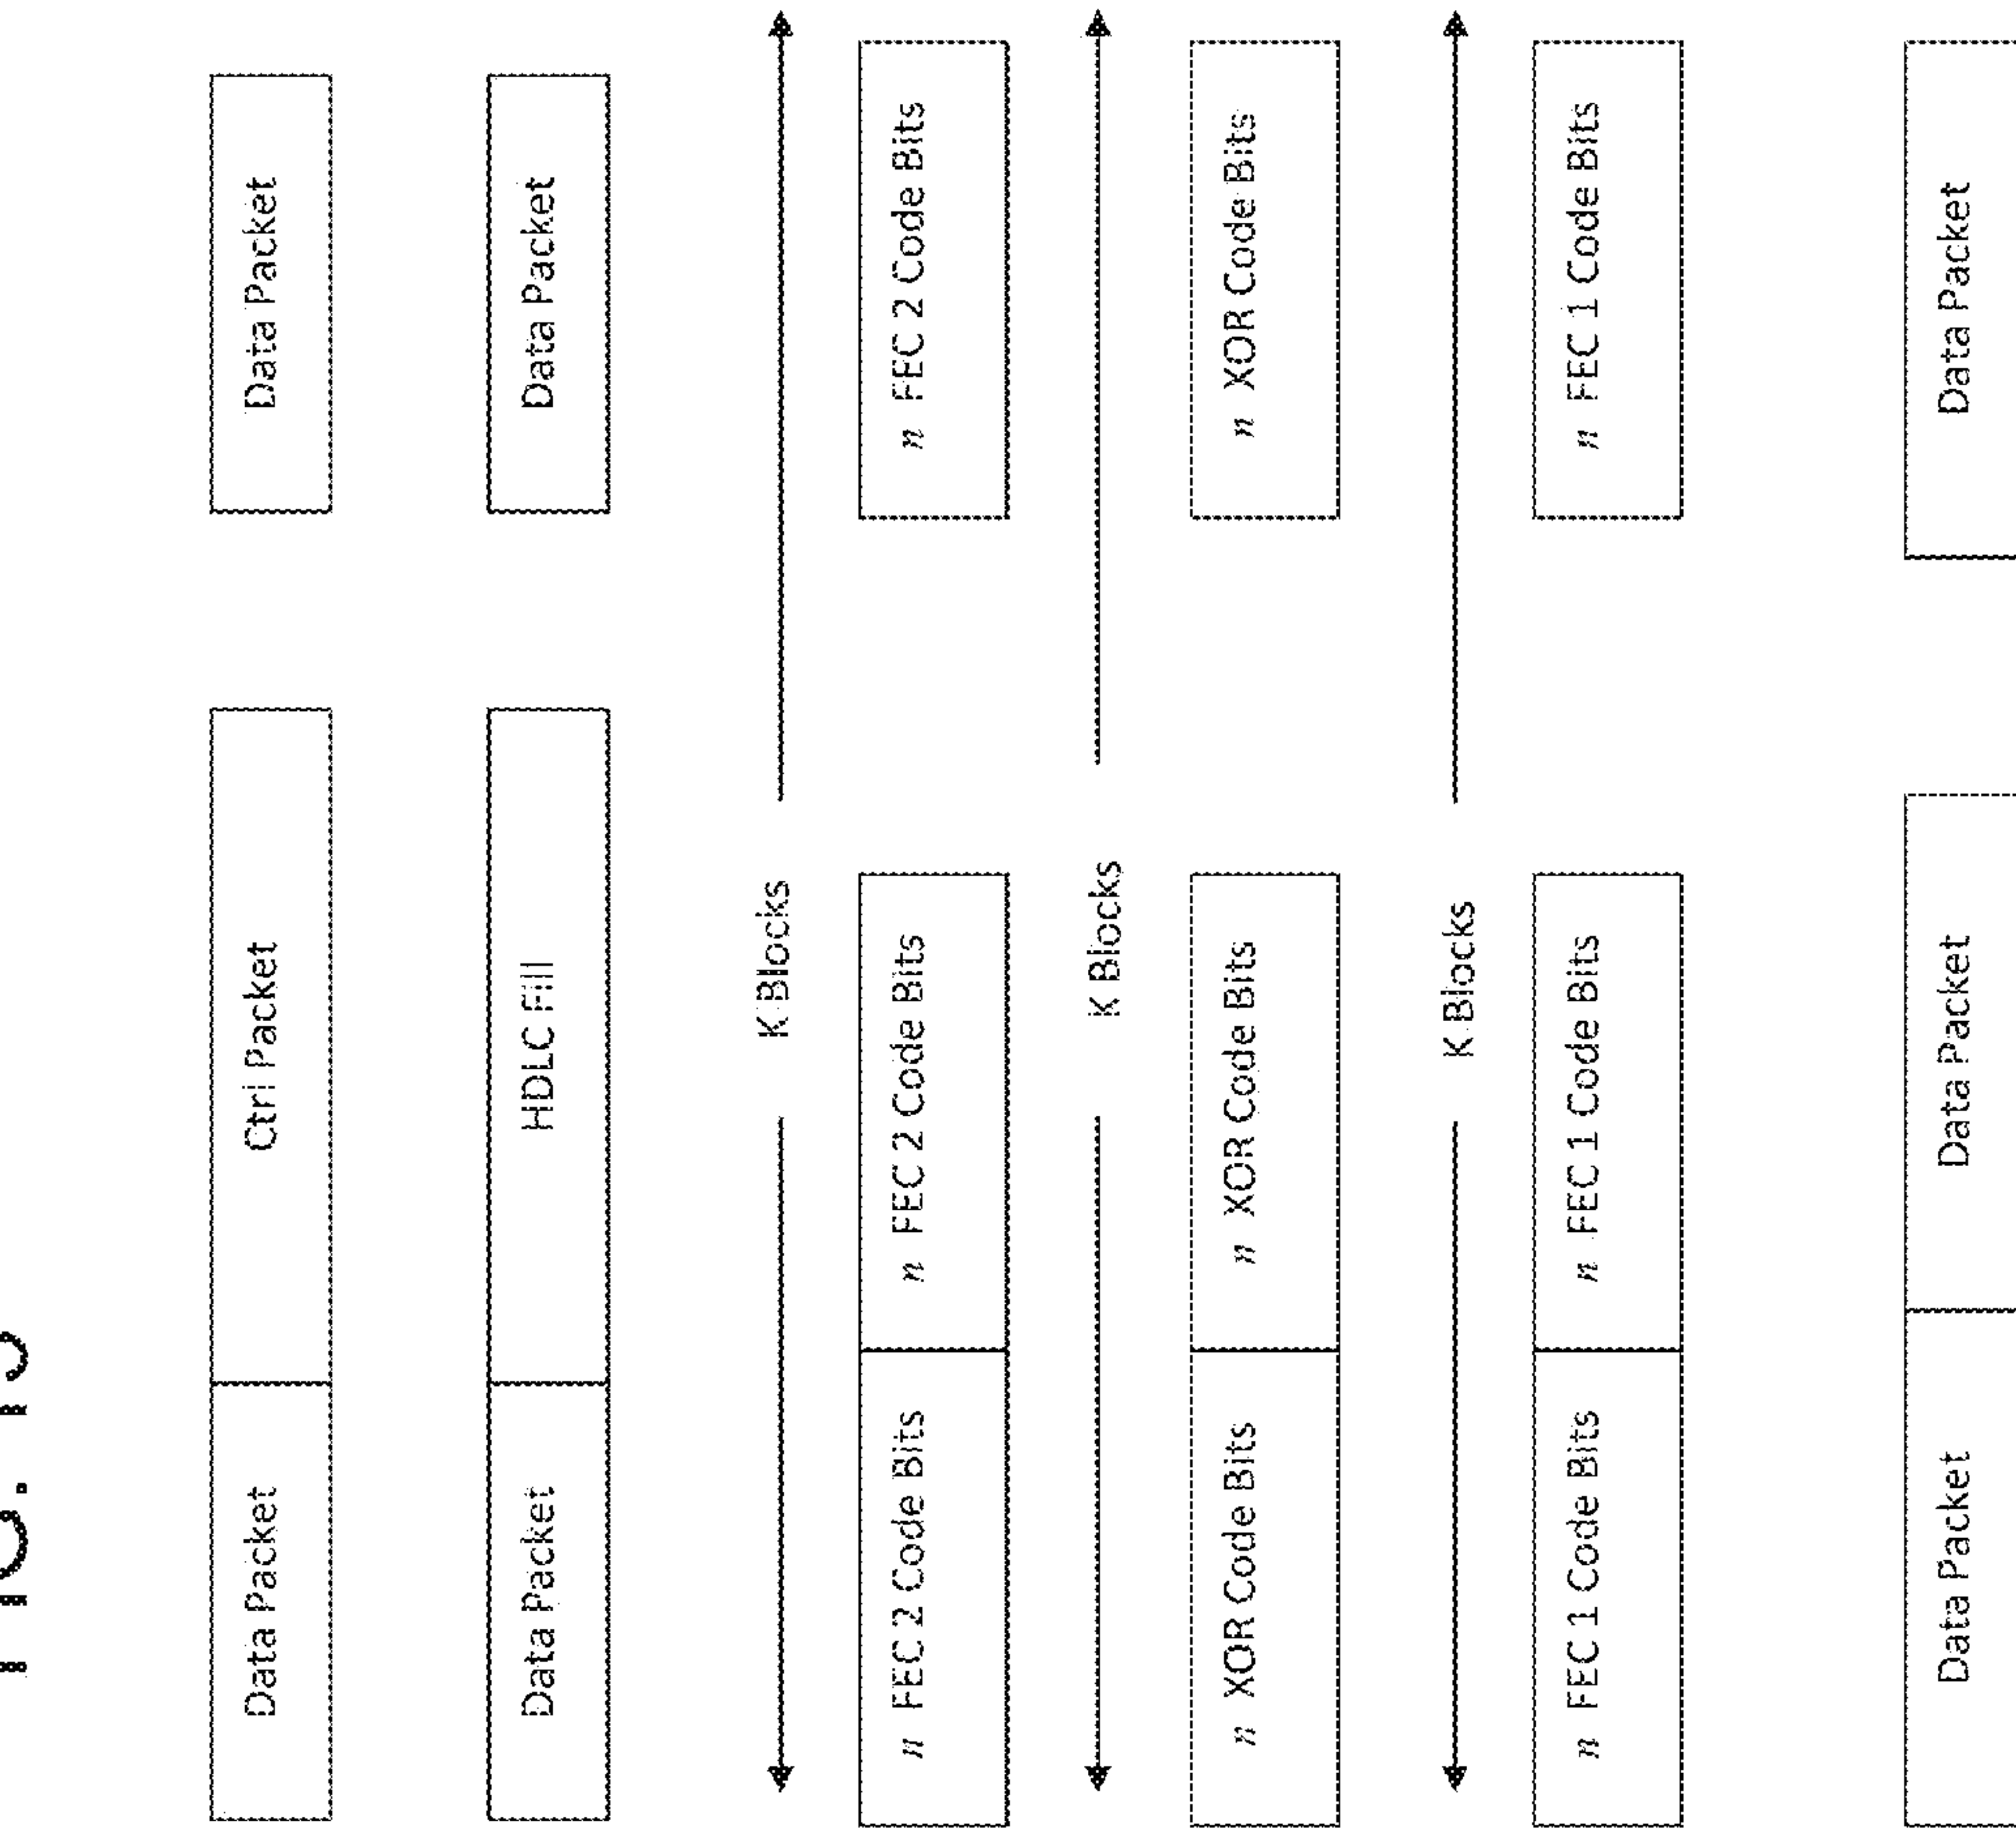 Data Packet Ctrl Packet Data Packet
Data Packet HDLC Fill Data Packet
K Blocks
n FEC 2 Code Bits n FEC 2 Code Bits n FEC 2 Code Bits
K Blocks
n XOR Code Bits n XOR Code Bits n XOR Code Bits
K Blocks
n FEC 1 Code Bits n FEC 1 Code Bits n FEC 1 Code Bits
Data Packet Data Packet Data Packet